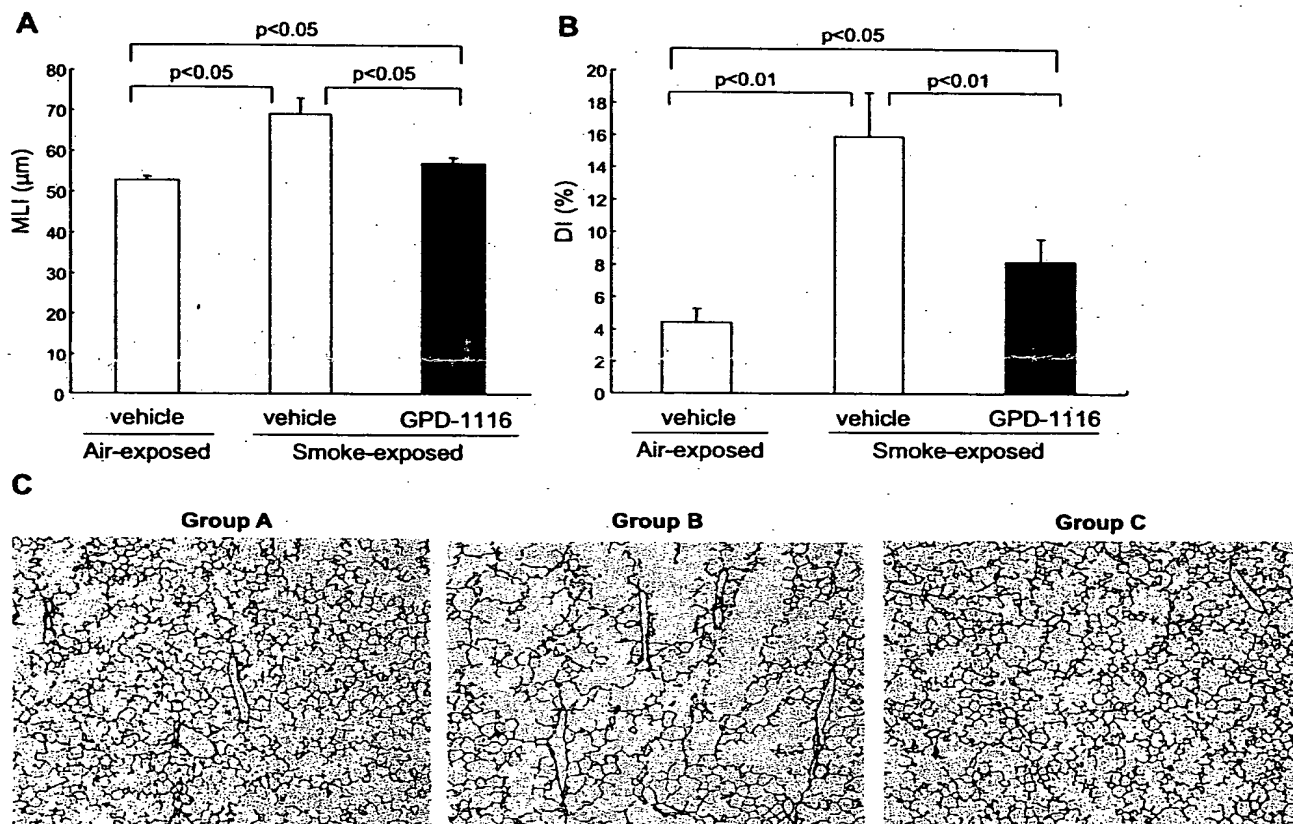 A
p<0.05
p<0.05
p<0.05
MLI (µm)
80
70
60
50
40
30
20
10
0
vehicle
vehicle
GPD-1116
Air-exposed
Smoke-exposed
B
p<0.05
p<0.01
p<0.01
DI (%)
20
18
16
14
12
10
8
6
4
2
0
vehicle
vehicle
GPD-1116
Air-exposed
Smoke-exposed
C
Group A
Group B
Group C